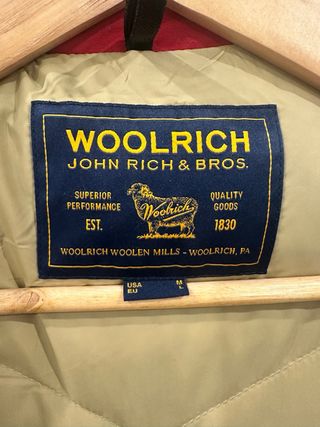 WOOLRICH
JOHN RICH & BROS.
SUPERIOR PERFORMANCE
QUALITY GOODS
Woolrich
EST. 1830
WOOLRICH WOOLEN MILLS - WOOLRICH, PA
USA M
EU L